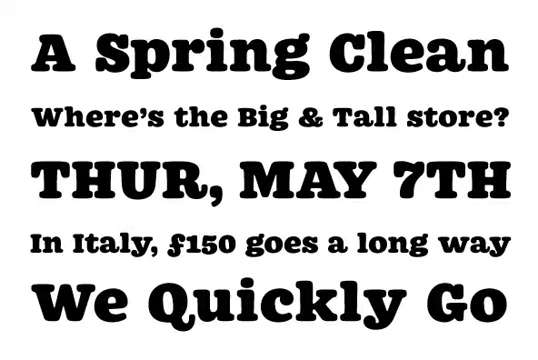 A Spring Clean
Where’s the Big & Tall store?
THUR, MAY 7TH
In Italy, £150 goes a long way
We Quickly Go